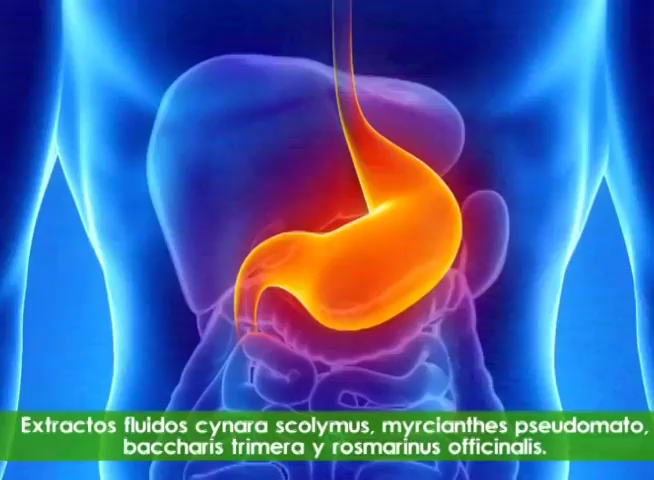 Extractos fluidos cynara scolymus, myrcianthes pseudomato,
baccharis trimera y rosmarinus officinalis.